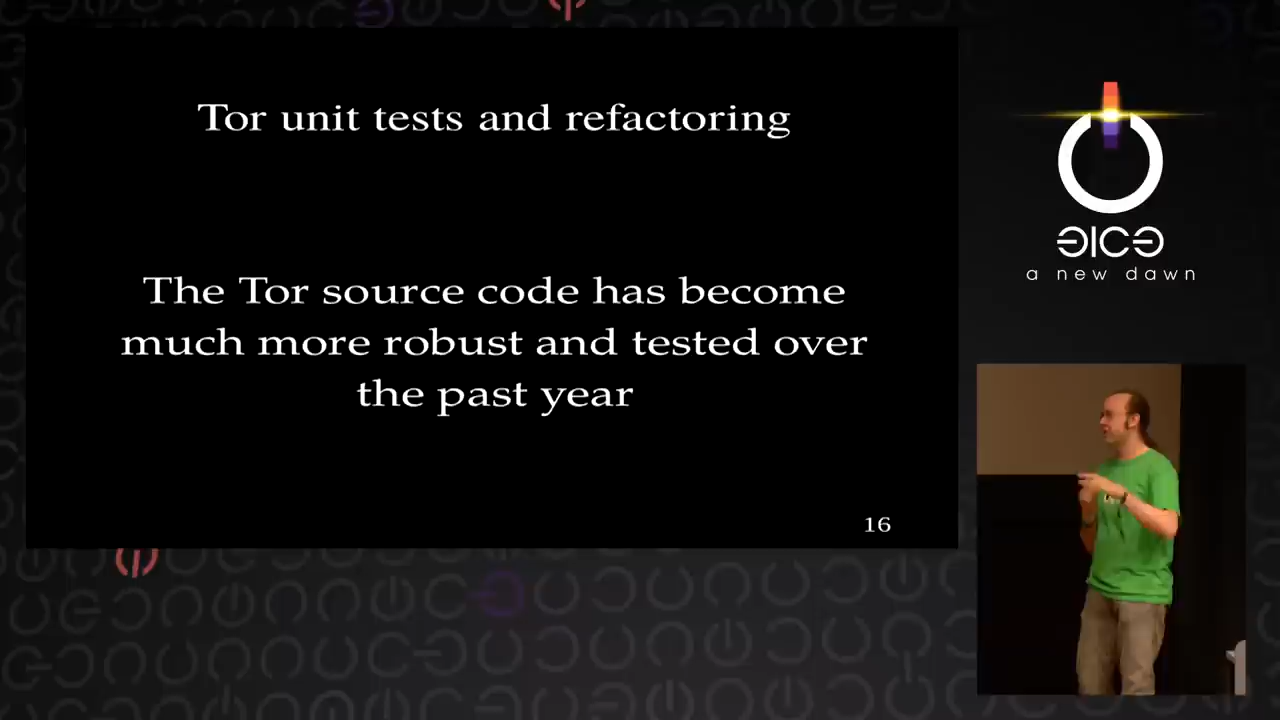 Tor unit tests and refactoring
The Tor source code has become
much more robust and tested over
the past year
16
a new dawn